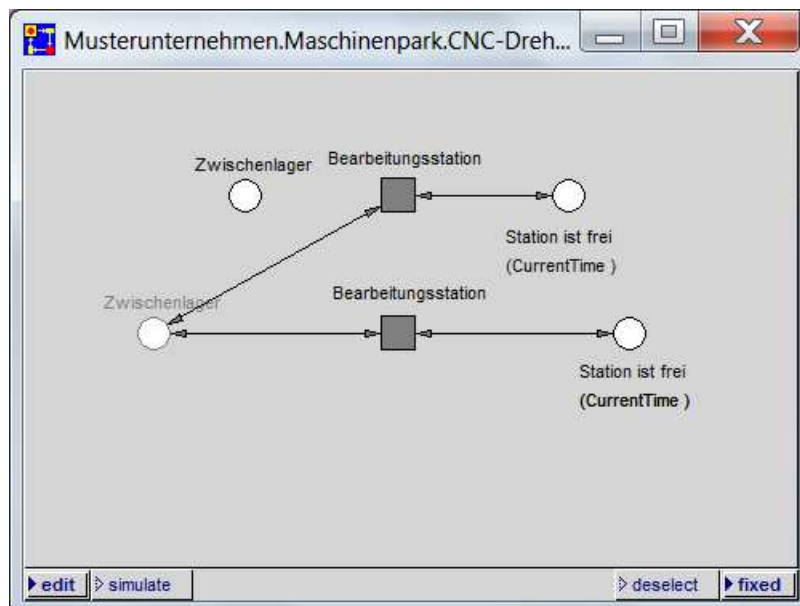 Musterunternehmen.Maschinenpark.CNC-Dreh...
Zwischenlager
Bearbeitungsstation
Station ist frei
(CurrentTime )
Zwischenlager
Bearbeitungsstation
Station ist frei
(CurrentTime )
edit
simulate
deselect
fixed